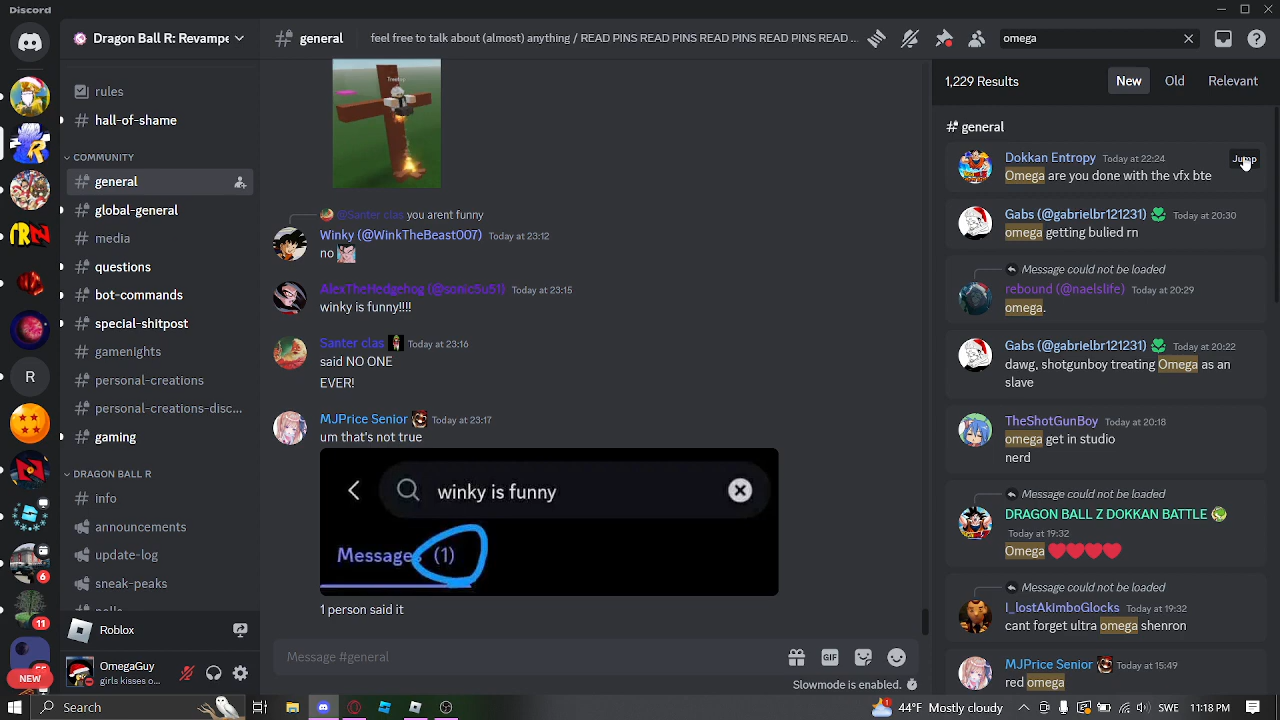 Discord
Dragon Ball R: Revampe
general
feel free to talk about (almost) anything / READ PINS READ PINS READ PINS READ PINS READ ...
omega
rules
hall-of-shame
COMMUNITY
general
global-general
media
questions
bot-commands
special-shitpost
gamenights
personal-creations
personal-creations-disc...
gaming
DRAGON BALL R
info
announcements
update-log
sneak-peaks
R
6
11
NEW
Roblox
OmegaGuy
girls kisses o...
@Santer clas you arent funny
Winky (@WinkTheBeast007) Today at 23:12
no
AlexTheHedgehog (@sonic5u51) Today at 23:15
winky is funny!!!!
Santer clas Today at 23:16
said NO ONE
EVER!
MJPrice Senior Today at 23:17
um that's not true
winky is funny
Messages (1)
1 person said it
Message #general
GIF
Slowmode is enabled.
1,229 Results
New
Old
Relevant
general
Dokkan Entropy Today at 22:24
Jump
Omega are you done with the vfx bte
Gabs (@gabrielbr121231) Today at 20:30
omega getting bulied rn
Message could not be loaded
rebound (@naelslife) Today at 20:29
omega.
Gabs (@gabrielbr121231) Today at 20:22
dawg, shotgunboy treating Omega as an
slave
TheShotGunBoy Today at 20:18
omega get in studio
nerd
Message could not be loaded
DRAGON BALL Z DOKKAN BATTLE
Today at 19:32
Omega ❤❤❤❤
Message could not be loaded
I_lostAkimboGlocks Today at 19:32
cant forget ultra omega shenron
MJPrice Senior Today at 15:49
red omega
Search
1
44°F Mostly cloudy
SWE
11:18 PM